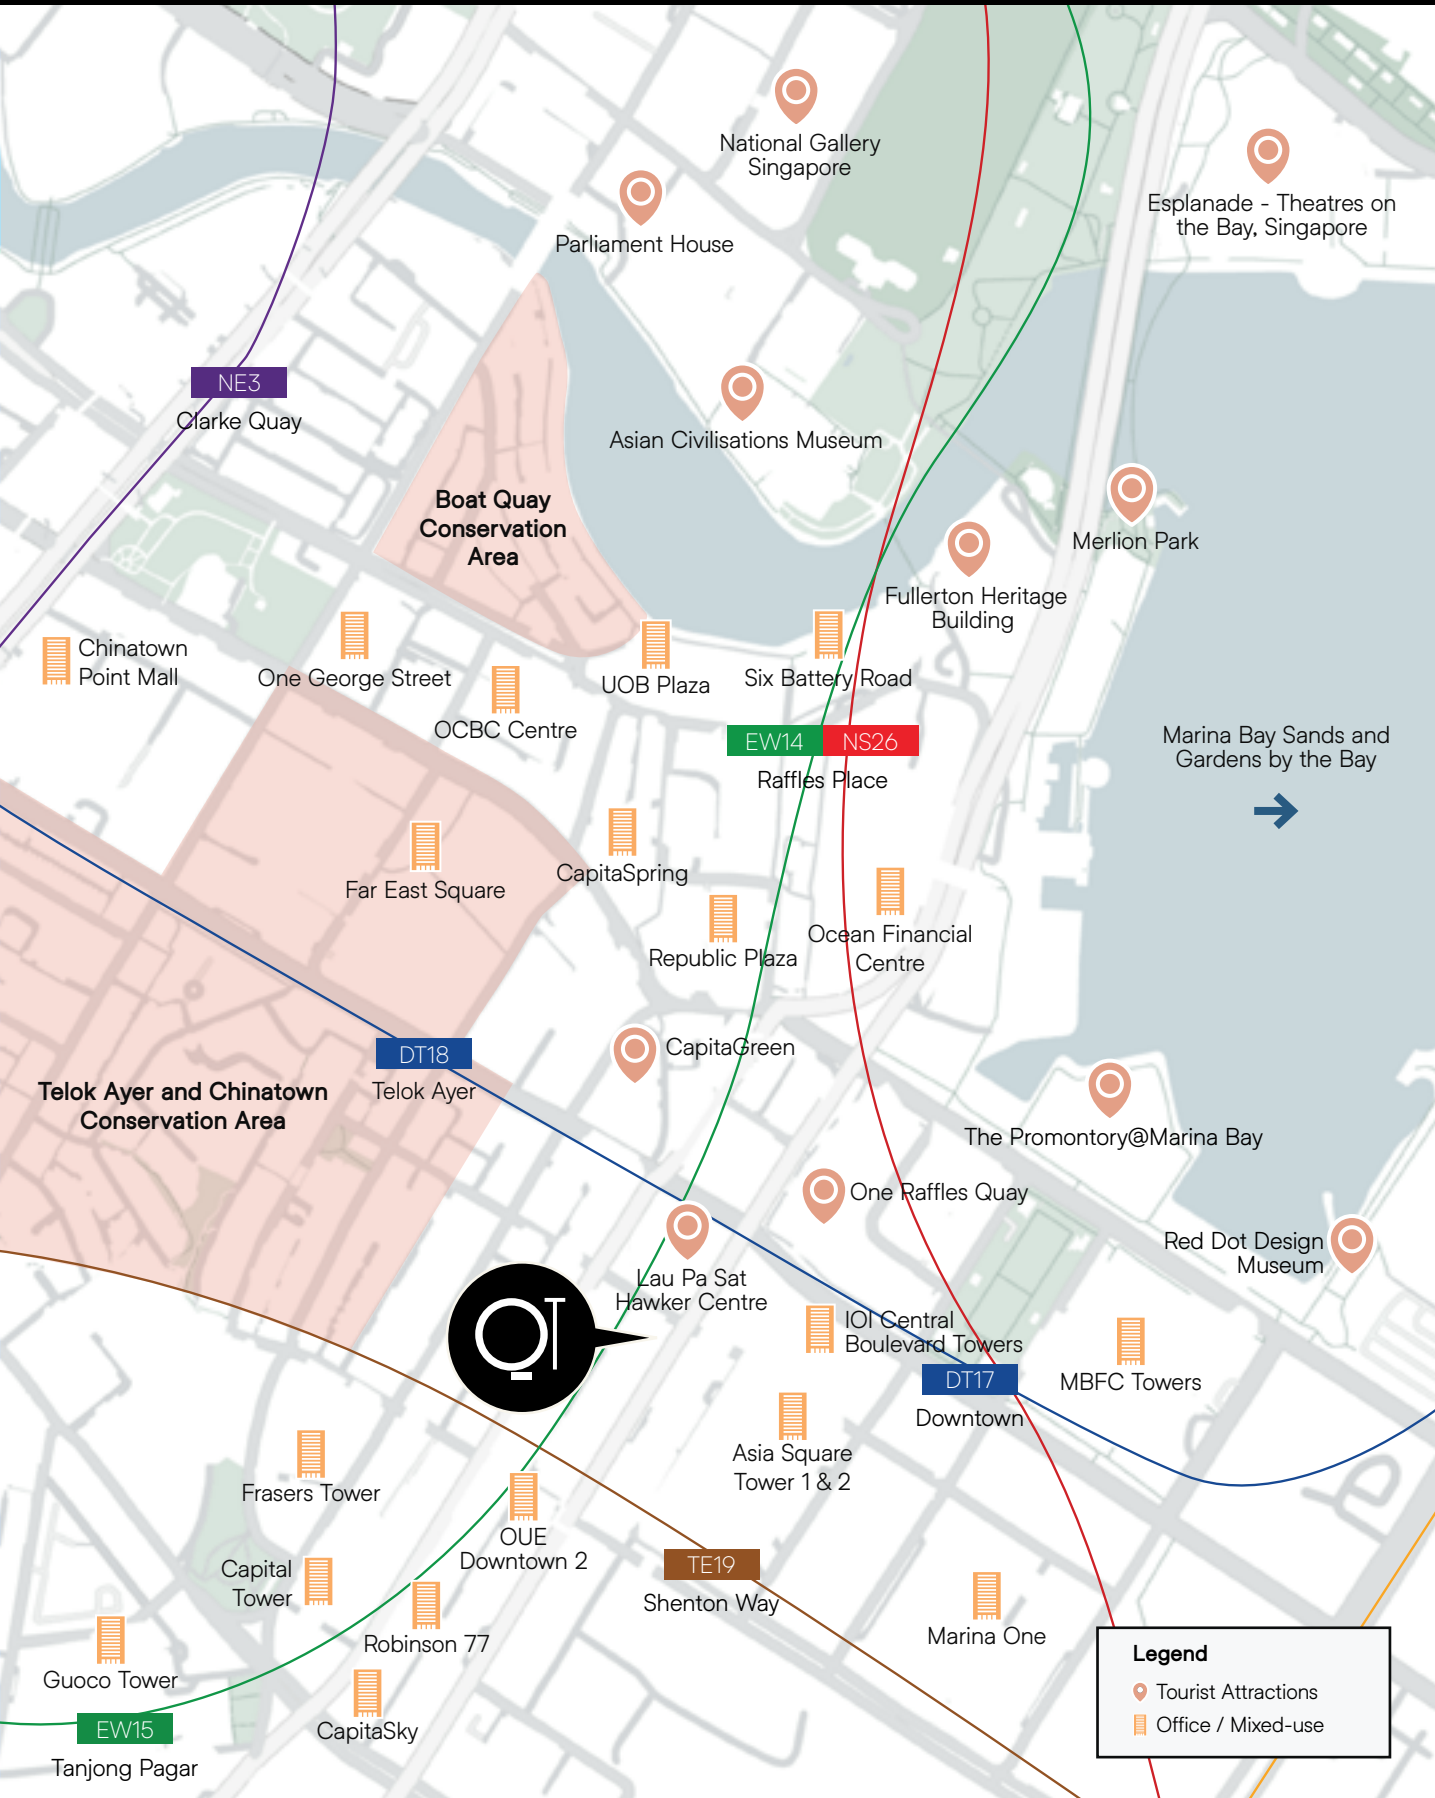 National Gallery
Singapore
Esplanade - Theatres on
the Bay, Singapore
Parliament House
NE3
Clarke Quay
Asian Civilisations Museum
Boat Quay
Conservation
Area
Merlion Park
Fullerton Heritage
Building
Chinatown
Point Mall
One George Street
OCBC Centre
UOB Plaza
Six Battery Road
EW14
NS26
Raffles Place
Marina Bay Sands and
Gardens by the Bay
Far East Square
CapitaSpring
Republic Plaza
Ocean Financial
Centre
DT18
Telok Ayer
CapitaGreen
Telok Ayer and Chinatown
Conservation Area
The Promontory@Marina Bay
One Raffles Quay
Red Dot Design
Museum
Lau Pa Sat
Hawker Centre
QT
IOI Central
Boulevard Towers
DT17
Downtown
MBFC Towers
Asia Square
Tower 1 & 2
Frasers Tower
OUE
Downtown 2
Capital
Tower
TE19
Shenton Way
Robinson 77
Marina One
Guoco Tower
CapitaSky
EW15
Tanjong Pagar
Legend
Tourist Attractions
Office / Mixed-use